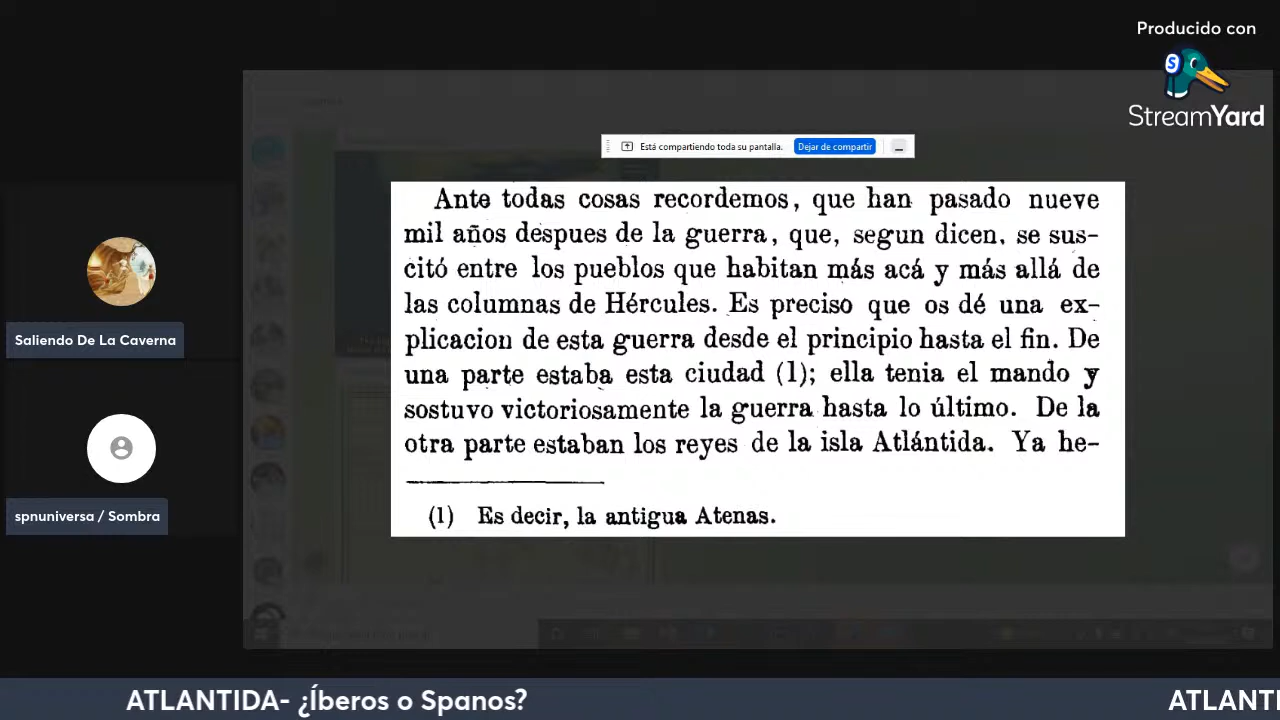 Producido con
StreamYard
Está compartiendo toda su pantalla. Dejar de compartir
Ante todas cosas recordemos, que han pasado nueve
mil años despues de la guerra, que, segun dicen, se sus-
citó entre los pueblos que habitan más acá y más allá de
las columnas de Hércules. Es preciso que os dé una ex-
plicacion de esta guerra desde el principio hasta el fin. De
una parte estaba esta ciudad (1); ella tenia el mando y
sostuvo victoriosamente la guerra hasta lo último. De la
otra parte estaban los reyes de la isla Atlántida. Ya he-
(1) Es decir, la antigua Atenas.
Saliendo De La Caverna
spnuniversa / Sombra
ATLANTIDA- ¿Íberos o Spanos?
ATLANTI